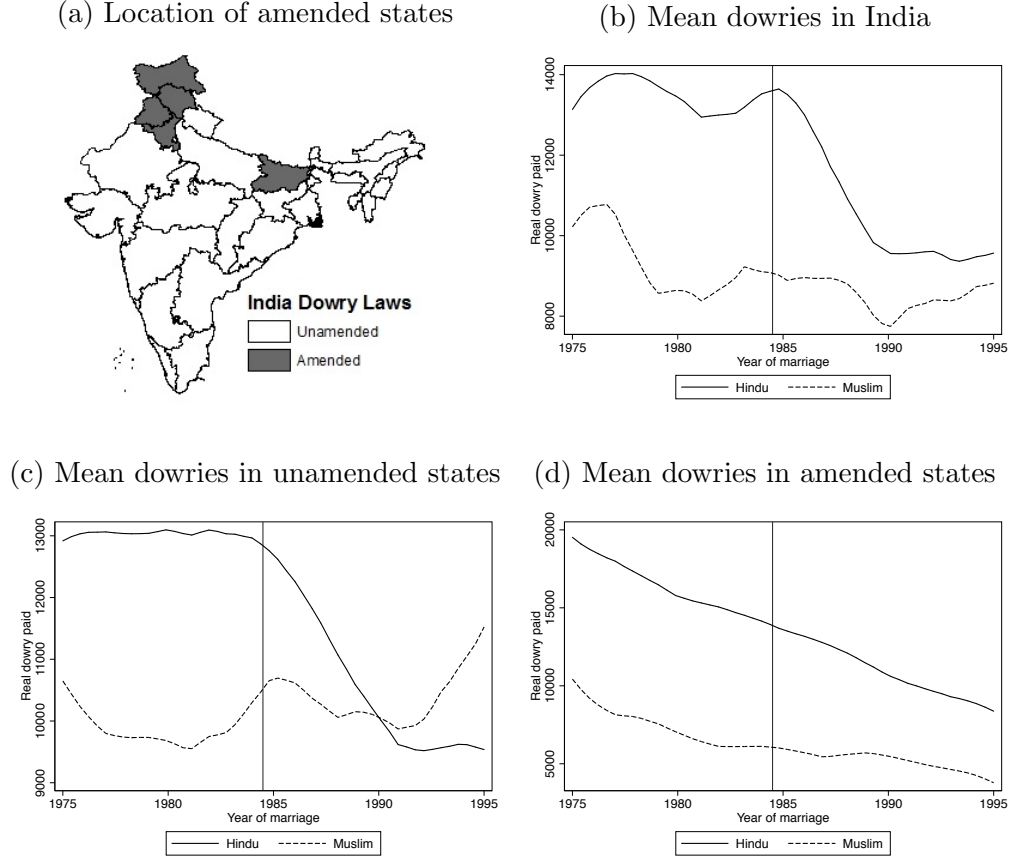 (a) Location of amended states
India Dowry Laws
Unamended
Amended
(b) Mean dowries in India
Real dowry paid
8000 10000 12000 14000
1975 1980 1985 1990 1995
Year of marriage
Hindu Muslim
(c) Mean dowries in unamended states
Real dowry paid
9000 10000 11000 12000 13000
1975 1980 1985 1990 1995
Year of marriage
Hindu Muslim
(d) Mean dowries in amended states
Real dowry paid
5000 10000 15000 20000
1975 1980 1985 1990 1995
Year of marriage
Hindu Muslim